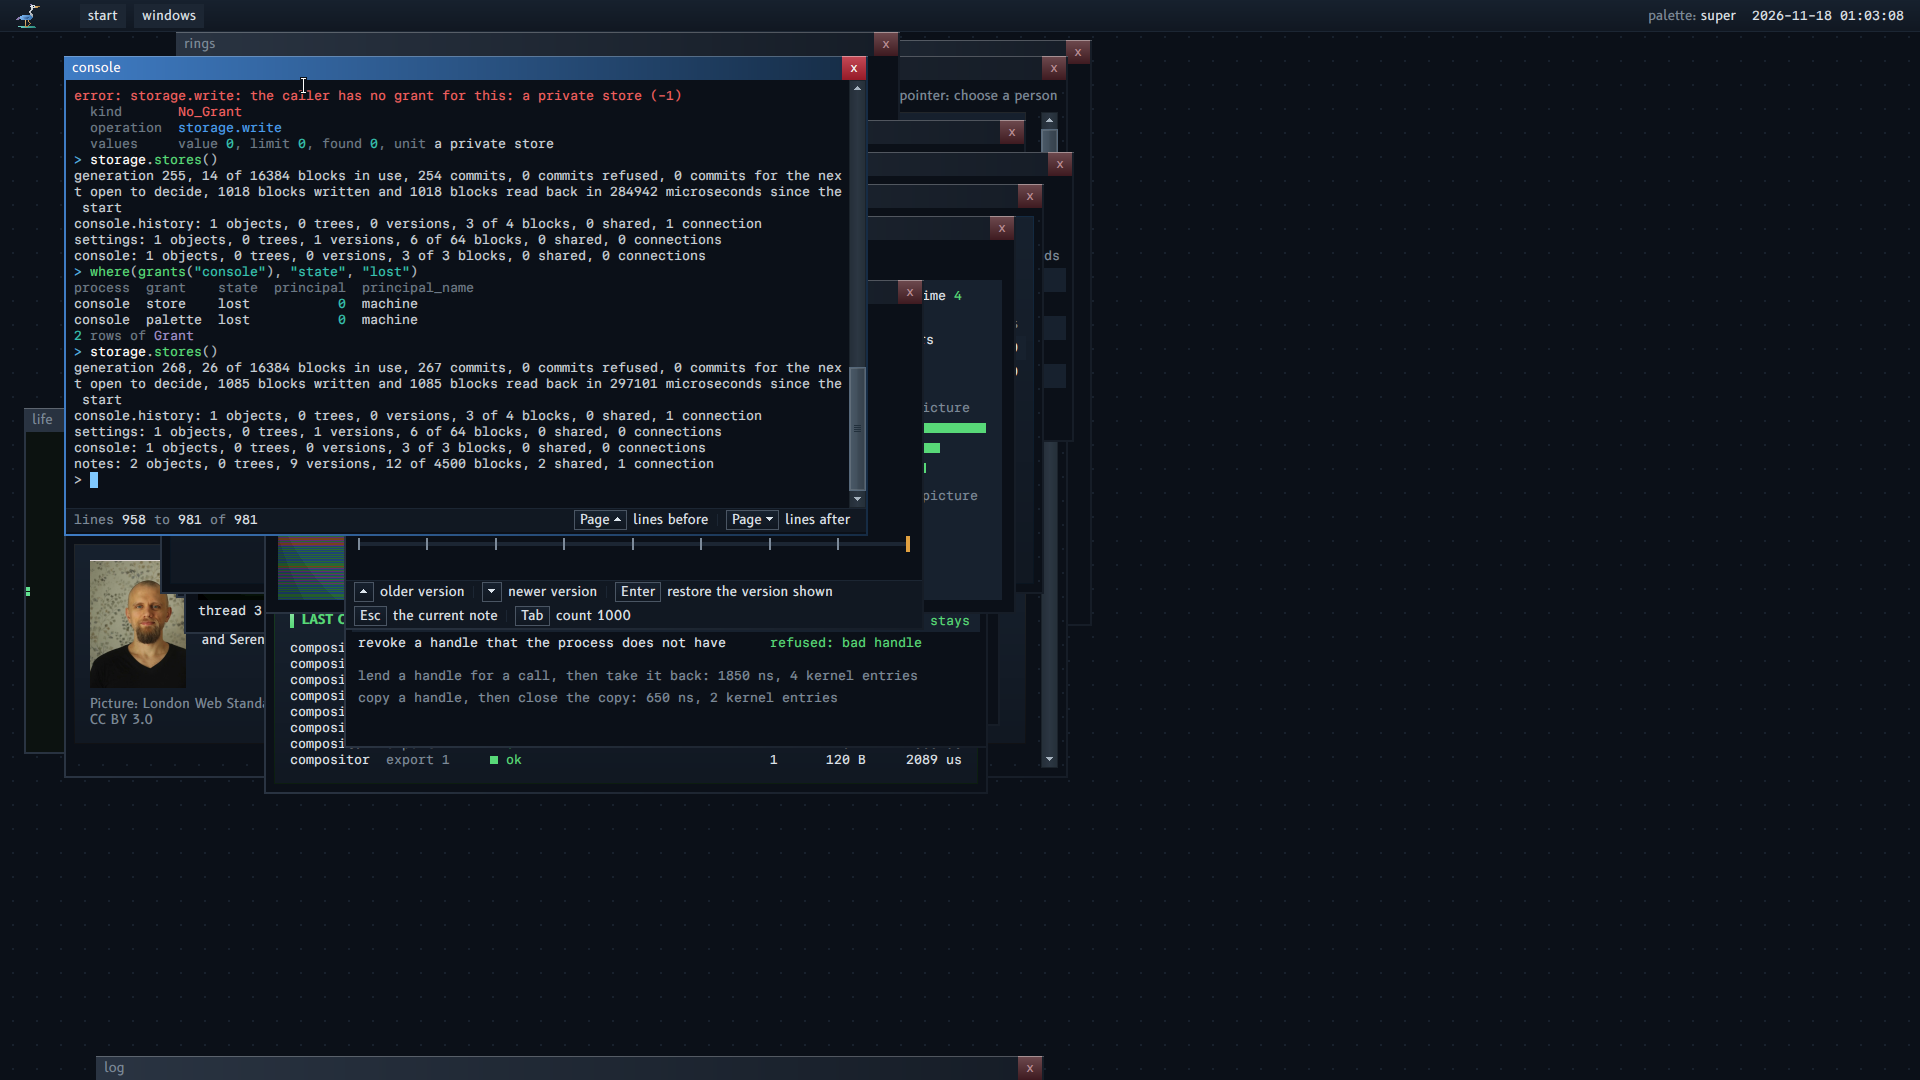 start windows palette: super 2026-11-18 01:03:08
rings
console
error: storage.write: the caller has no grant for this: a private store (-1)
kind No_Grant
operation storage.write
values value 0, limit 0, found 0, unit a private store
> storage.stores()
generation 255, 14 of 16384 blocks in use, 254 commits, 0 commits refused, 0 commits for the nex
t open to decide, 1018 blocks written and 1018 blocks read back in 284942 microseconds since the
start
console.history: 1 objects, 0 trees, 0 versions, 3 of 4 blocks, 0 shared, 1 connection
settings: 1 objects, 0 trees, 1 versions, 6 of 64 blocks, 0 shared, 0 connections
console: 1 objects, 0 trees, 0 versions, 3 of 3 blocks, 0 shared, 0 connections
> where(grants("console"), "state", "lost")
process grant state principal principal_name
console store lost 0 machine
console palette lost 0 machine
2 rows of Grant
> storage.stores()
generation 268, 26 of 16384 blocks in use, 267 commits, 0 commits refused, 0 commits for the nex
t open to decide, 1085 blocks written and 1085 blocks read back in 297101 microseconds since the
start
console.history: 1 objects, 0 trees, 0 versions, 3 of 4 blocks, 0 shared, 1 connection
settings: 1 objects, 0 trees, 1 versions, 6 of 64 blocks, 0 shared, 0 connections
console: 1 objects, 0 trees, 0 versions, 3 of 3 blocks, 0 shared, 0 connections
notes: 2 objects, 0 trees, 9 versions, 12 of 4500 blocks, 2 shared, 1 connection
>
lines 958 to 981 of 981 Page lines before Page lines after
x
x
x
x
pointer: choose a person
x
x
x
x
ds
x
ime 4
rs
icture
picture
life
older version newer version Enter restore the version shown
Esc the current note Tab count 1000
thread 3
and Seren
LAST C
stays
revoke a handle that the process does not have refused: bad handle
lend a handle for a call, then take it back: 1850 ns, 4 kernel entries
copy a handle, then close the copy: 650 ns, 2 kernel entries
Picture: London Web Standa
CC BY 3.0
composi
composi
composi
composi
composi
composi
composi
compositor export 1 ok 1 120 B 2089 us
log x